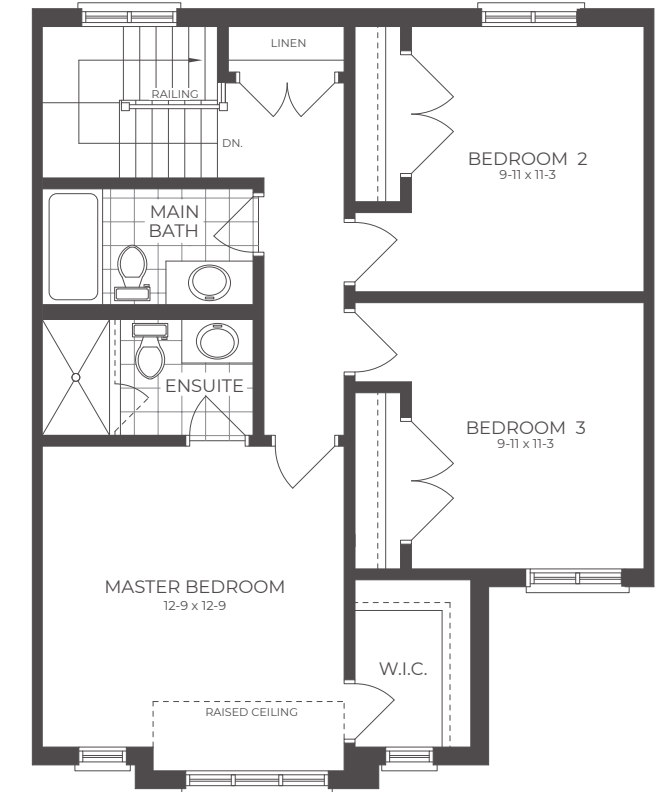 LINEN
RAILING
DN.
BEDROOM 2
9-11 x 11-3
MAIN
BATH
ENSUITE
BEDROOM 3
9-11 x 11-3
MASTER BEDROOM
12-9 x 12-9
W.I.C.
RAISED CEILING